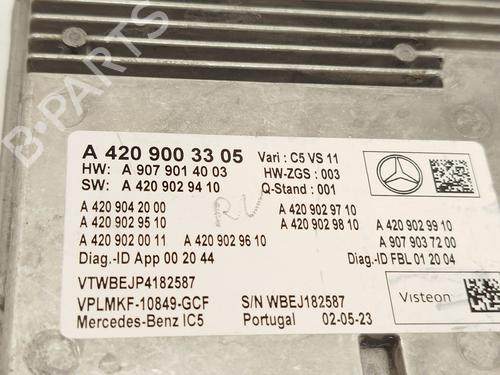 B-PARTS
A 420 900 33 05
Vari : C5 VS 11
HW: A 907 901 40 03
HW-ZGS : 003
SW: A 420 902 94 10
Q-Stand : 001
A 420 904 20 00
A 420 902 97 10
A 420 902 95 10
A 420 902 98 10
A 420 902 99 10
A 420 902 00 11
A 420 902 96 10
A 907 903 72 00
Diag.-ID App 00 20 44
Diag.-ID FBL 01 20 04
VTWBEJP4182587
VPLMKF-10849-GCF
S/N WBEJ182587
Visteon
Mercedes-Benz IC5
Portugal
02-05-23